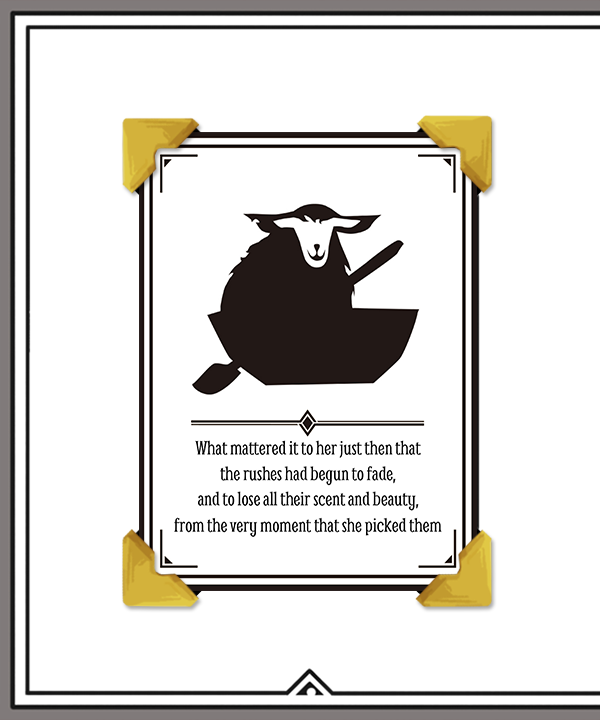 What mattered it to her just then that
the rushes had begun to fade,
and to lose all their scent and beauty,
from the very moment that she picked them